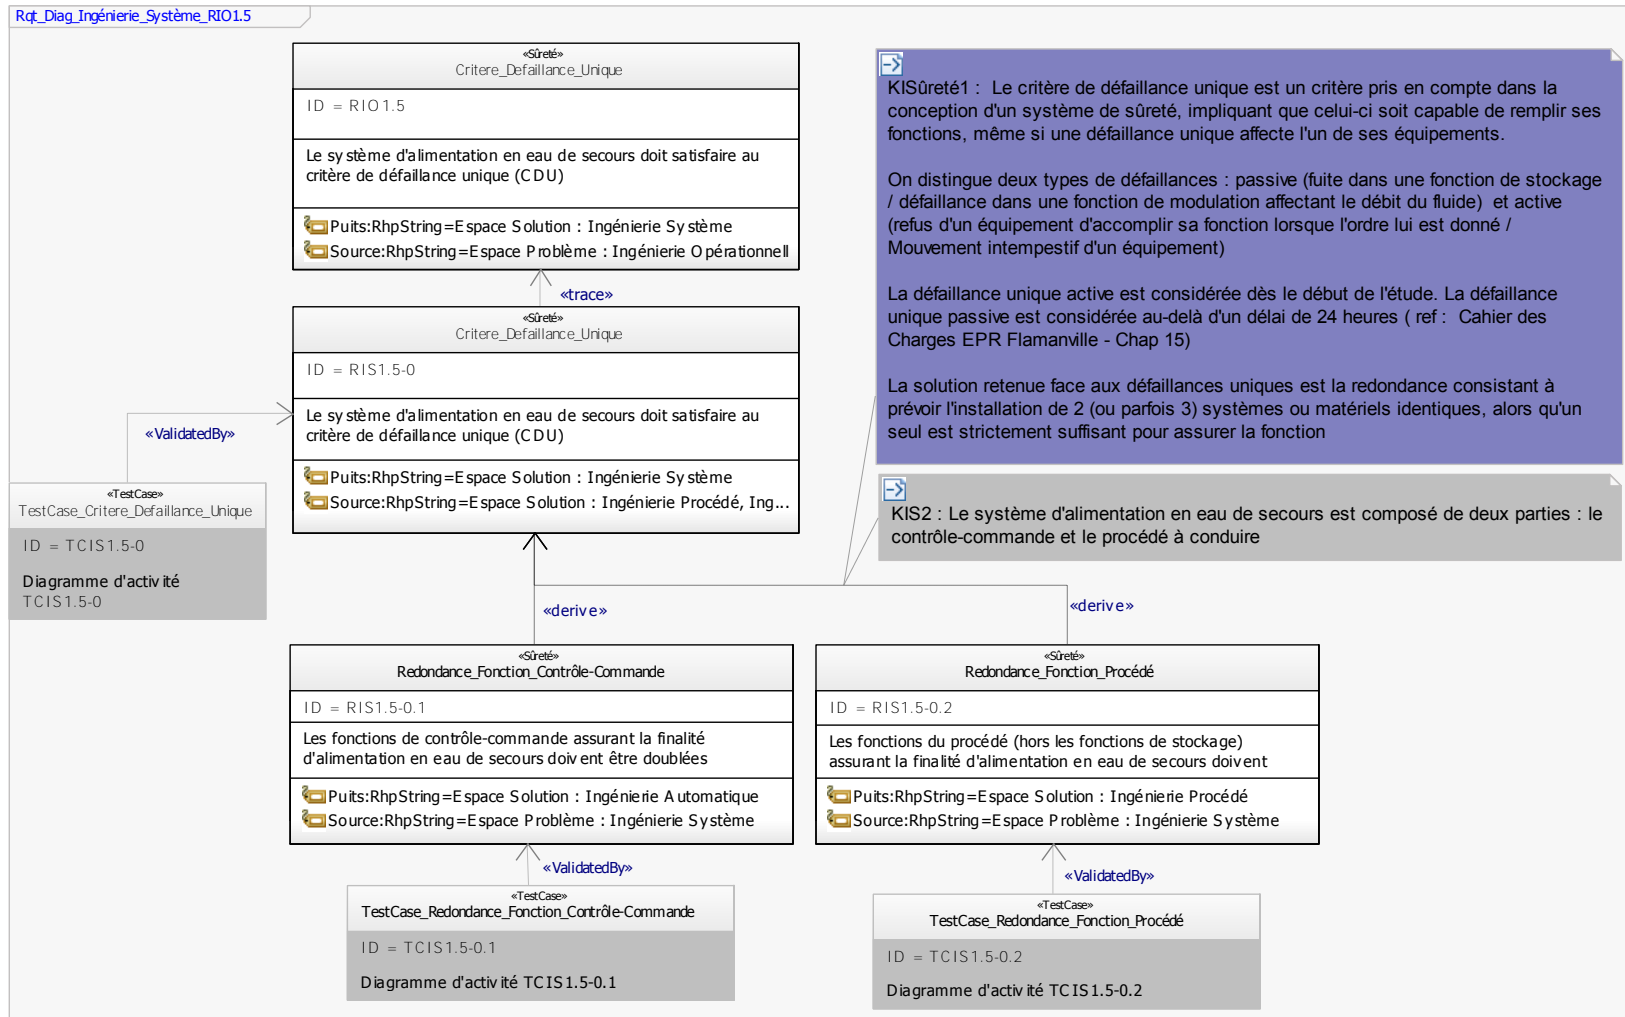 Rqt_Diag_Ingénierie_Système_RIO1.5
«Sûreté»
Critere_Defaillance_Unique
ID = RIO1.5
Le système d'alimentation en eau de secours doit satisfaire au
critère de défaillance unique (CDU)
Puits:RhpString=Espace Solution : Ingénierie Système
Source:RhpString=Espace Problème : Ingénierie Opérationnell
«trace»
«Sûreté»
Critere_Defaillance_Unique
ID = RIS1.5-0
Le système d'alimentation en eau de secours doit satisfaire au
critère de défaillance unique (CDU)
Puits:RhpString=Espace Solution : Ingénierie Système
Source:RhpString=Espace Solution : Ingénierie Procédé, Ing...
«ValidatedBy»
«TestCase»
TestCase_Critere_Defaillance_Unique
ID = TCIS1.5-0
Diagramme d'activité
TCIS1.5-0
KISûreté1 : Le critère de défaillance unique est un critère pris en compte dans la
conception d'un système de sûreté, impliquant que celui-ci soit capable de remplir ses
fonctions, même si une défaillance unique affecte l'un de ses équipements.
On distingue deux types de défaillances : passive (fuite dans une fonction de stockage
/ défaillance dans une fonction de modulation affectant le débit du fluide) et active
(refus d'un équipement d'accomplir sa fonction lorsque l'ordre lui est donné /
Mouvement intempestif d'un équipement)
La défaillance unique active est considérée dès le début de l'étude. La défaillance
unique passive est considérée au-delà d'un délai de 24 heures ( ref : Cahier des
Charges EPR Flamanville - Chap 15)
La solution retenue face aux défaillances uniques est la redondance consistant à
prévoir l'installation de 2 (ou parfois 3) systèmes ou matériels identiques, alors qu'un
seul est strictement suffisant pour assurer la fonction
KIS2 : Le système d'alimentation en eau de secours est composé de deux parties : le
contrôle-commande et le procédé à conduire
«derive»
«derive»
«Sûreté»
Redondance_Fonction_Contrôle-Commande
ID = RIS1.5-0.1
Les fonctions de contrôle-commande assurant la finalité
d'alimentation en eau de secours doivent être doublées
Puits:RhpString=Espace Solution : Ingénierie Automatique
Source:RhpString=Espace Problème : Ingénierie Système
«ValidatedBy»
«TestCase»
TestCase_Redondance_Fonction_Contrôle-Commande
ID = TCIS1.5-0.1
Diagramme d'activité TCIS1.5-0.1
«Sûreté»
Redondance_Fonction_Procédé
ID = RIS1.5-0.2
Les fonctions du procédé (hors les fonctions de stockage)
assurant la finalité d'alimentation en eau de secours doivent
Puits:RhpString=Espace Solution : Ingénierie Procédé
Source:RhpString=Espace Problème : Ingénierie Système
«ValidatedBy»
«TestCase»
TestCase_Redondance_Fonction_Procédé
ID = TCIS1.5-0.2
Diagramme d'activité TCIS1.5-0.2